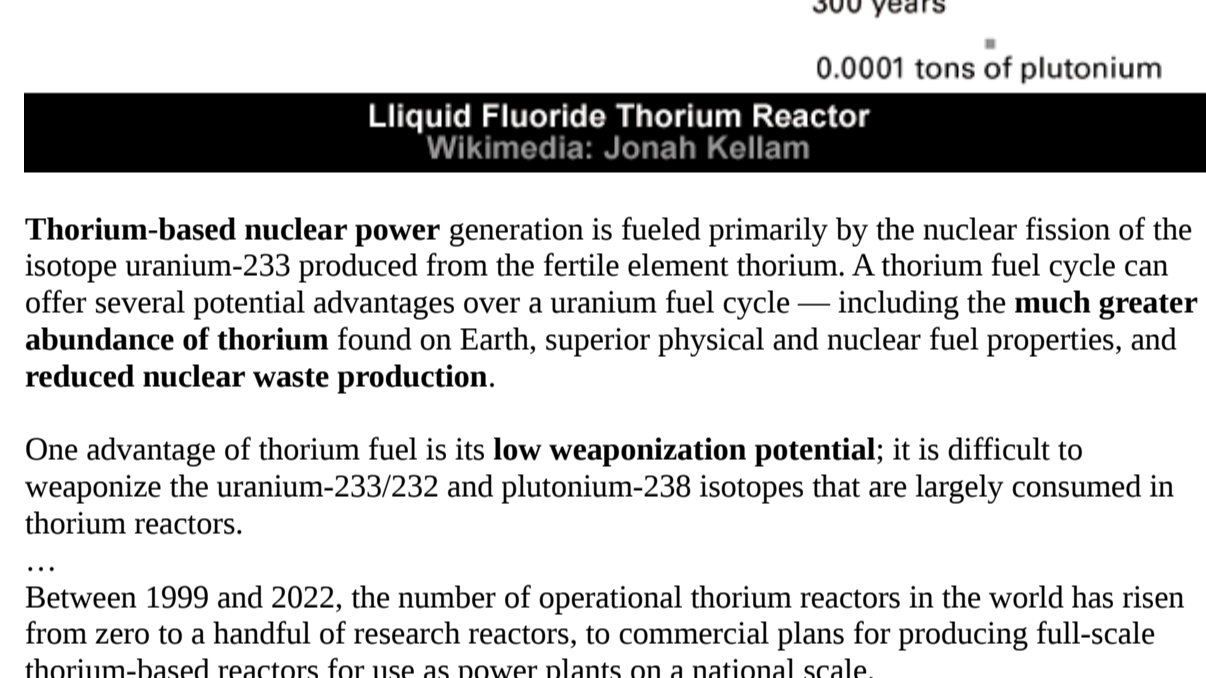 300 years
0.0001 tons of plutonium
Lliquid Fluoride Thorium Reactor
Wikimedia: Jonah Kellam
Thorium-based nuclear power generation is fueled primarily by the nuclear fission of the
isotope uranium-233 produced from the fertile element thorium. A thorium fuel cycle can
offer several potential advantages over a uranium fuel cycle — including the much greater
abundance of thorium found on Earth, superior physical and nuclear fuel properties, and
reduced nuclear waste production.
One advantage of thorium fuel is its low weaponization potential; it is difficult to
weaponize the uranium-233/232 and plutonium-238 isotopes that are largely consumed in
thorium reactors.
…
Between 1999 and 2022, the number of operational thorium reactors in the world has risen
from zero to a handful of research reactors, to commercial plans for producing full-scale
thorium-based reactors for use as power plants on a national scale.